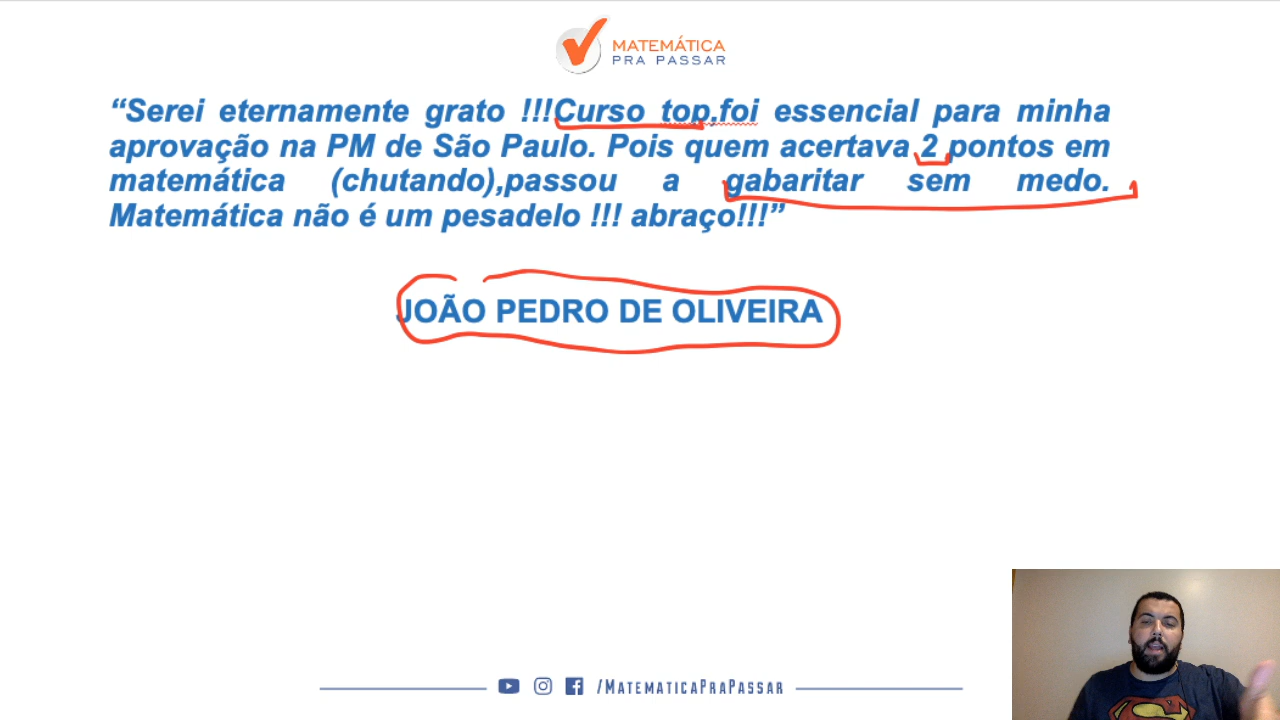 MATEMÁTICA
PRA PASSAR
“Serei eternamente grato !!!Curso top,foi essencial para minha
aprovação na PM de São Paulo. Pois quem acertava 2 pontos em
matemática (chutando),passou a gabaritar sem medo.
Matemática não é um pesadelo !!! abraço!!!”
JOÃO PEDRO DE OLIVEIRA
/MATEMATICAPRAPASSAR